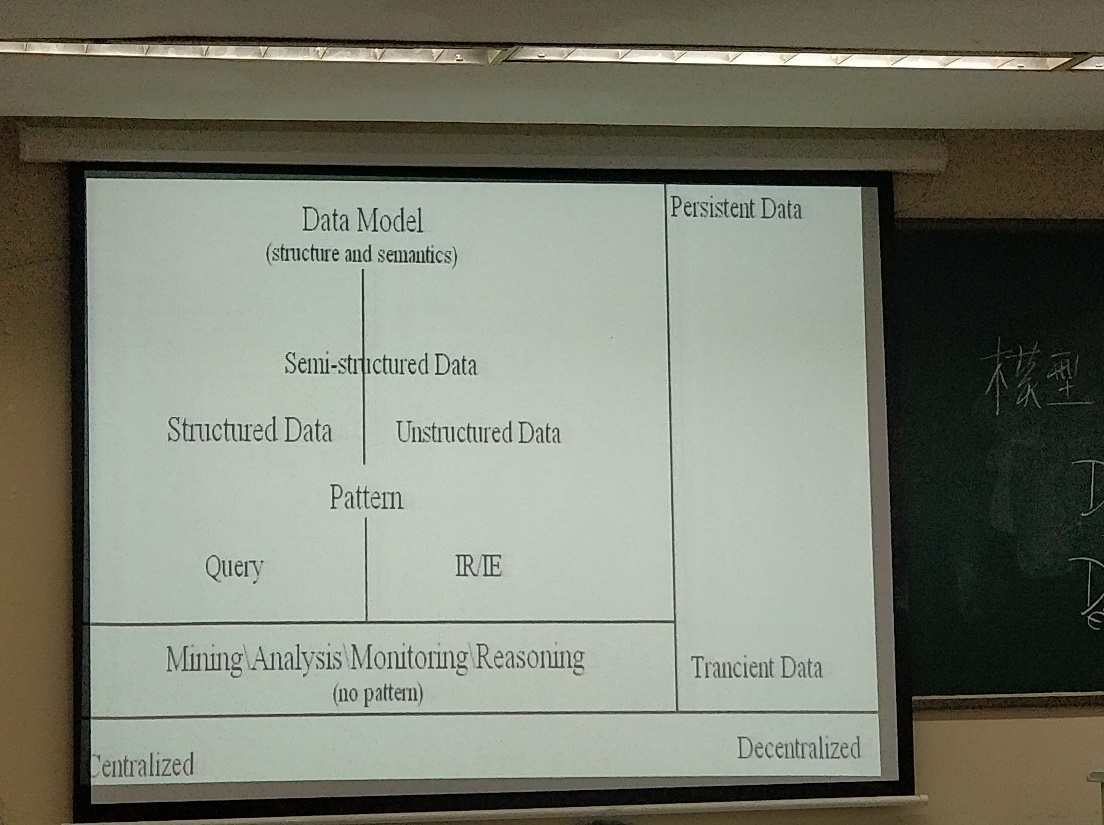 Data Model
(structure and semantics)
Persistent Data
Semi-structured Data
Structured Data
Unstructured Data
Pattern
Query
IR/IE
Mining\Analysis\Monitoring\Reasoning
(no pattern)
Trancient Data
Centralized
Decentralized
模型
D
D